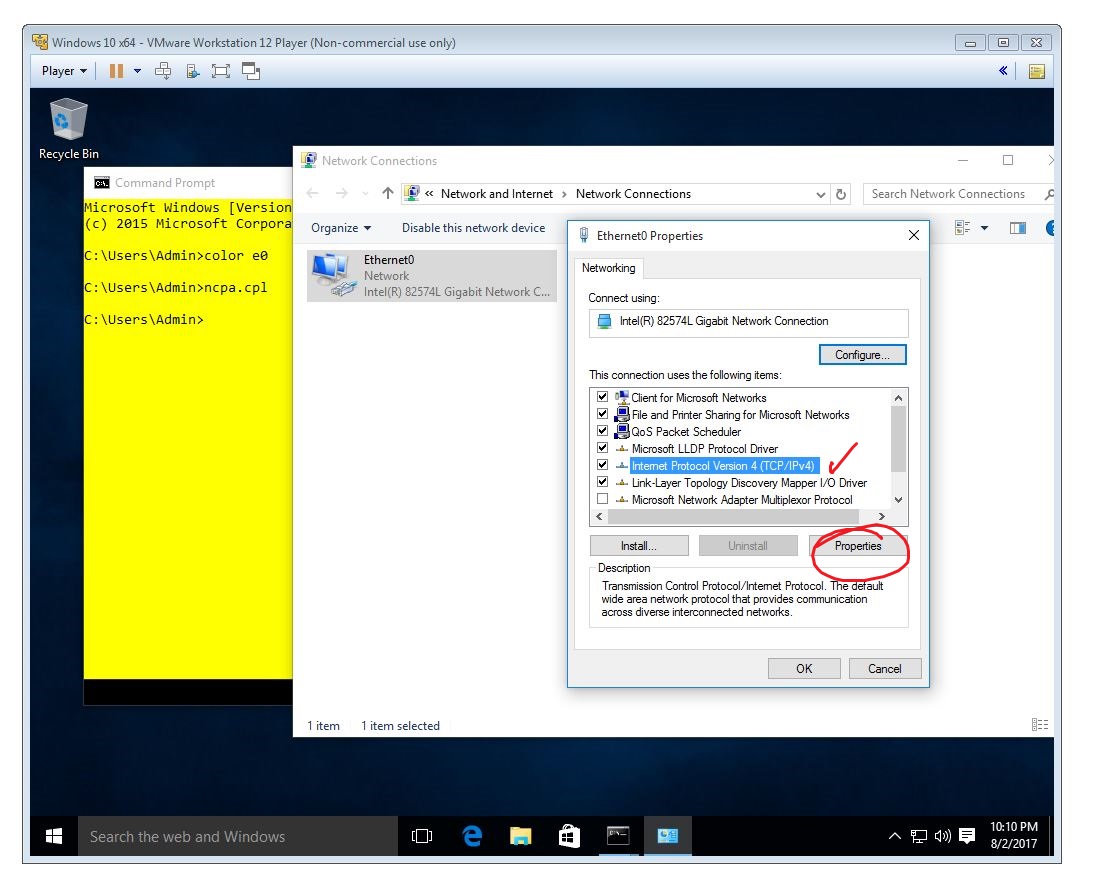 Windows 10 x64 - VMware Workstation 12 Player (Non-commercial use only)
Player
Recycle Bin
Command Prompt
Microsoft Windows [Version
(c) 2015 Microsoft Corpora
C:\Users\Admin>color e0
C:\Users\Admin>ncpa.cpl
C:\Users\Admin>
Network Connections
« Network and Internet > Network Connections
Search Network Connections
Organize
Disable this network device
Ethernet0
Network
Intel(R) 82574L Gigabit Network C...
Ethernet0 Properties
Networking
Connect using:
Intel(R) 82574L Gigabit Network Connection
Configure...
This connection uses the following items:
Client for Microsoft Networks
File and Printer Sharing for Microsoft Networks
QoS Packet Scheduler
Microsoft LLDP Protocol Driver
Internet Protocol Version 4 (TCP/IPv4)
Link-Layer Topology Discovery Mapper I/O Driver
Microsoft Network Adapter Multiplexor Protocol
Install...
Uninstall
Properties
Description
Transmission Control Protocol/Internet Protocol. The default
wide area network protocol that provides communication
across diverse interconnected networks.
OK
Cancel
1 item
1 item selected
Search the web and Windows
10:10 PM
8/2/2017